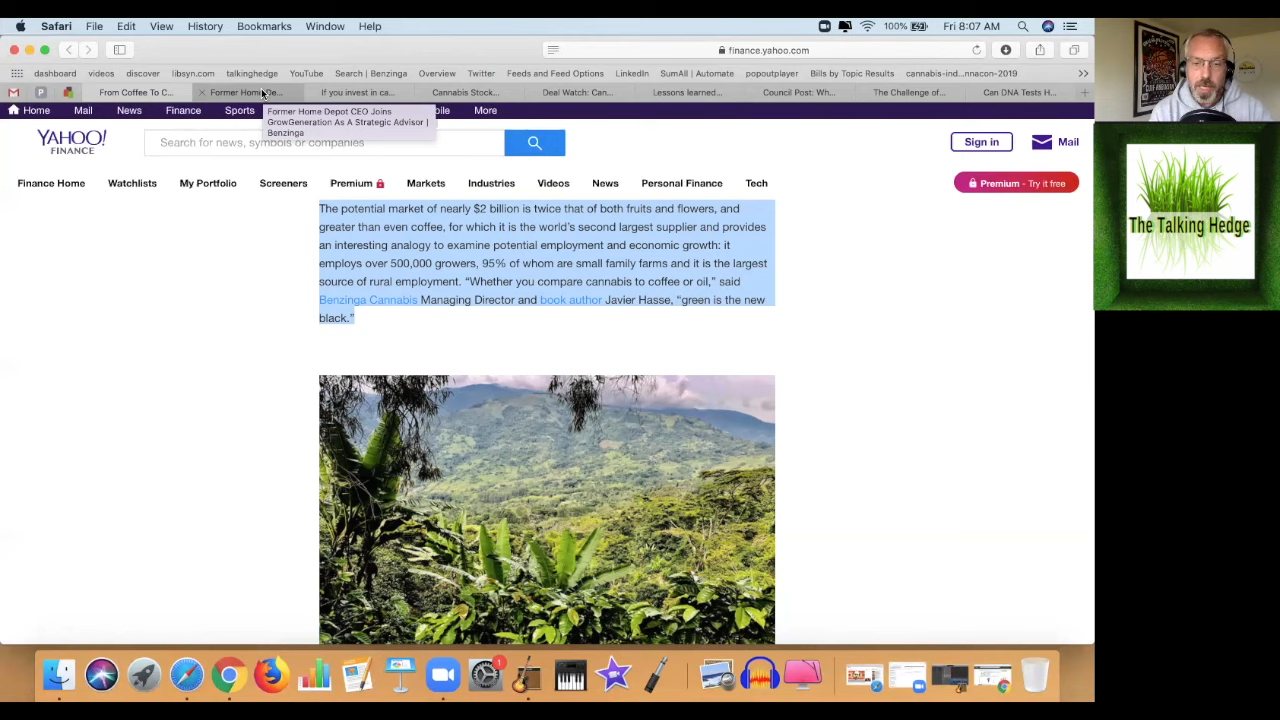 Safari File Edit View History Bookmarks Window Help 100% Fri 8:07 AM
finance.yahoo.com
dashboard videos discover libsyn.com talkinghedge YouTube Search | Benzinga Overview Twitter Feeds and Feed Options LinkedIn SumAll | Automate popoutplayer Bills by Topic Results cannabis-ind...nnacon-2019
From Coffee To C... Former Home De... If you invest in ca... Cannabis Stock... Deal Watch: Can... Lessons learned... Council Post: Wh... The Challenge of... Can DNA Tests H...
Home Mail News Finance Sports More
Former Home Depot CEO Joins
GrowGeneration As A Strategic Advisor |
Benzinga
YAHOO!
FINANCE
Search for news, symbols or companies
Sign in
Mail
Finance Home Watchlists My Portfolio Screeners Premium Markets Industries Videos News Personal Finance Tech Premium - Try it free
The potential market of nearly $2 billion is twice that of both fruits and flowers, and
greater than even coffee, for which it is the world's second largest supplier and provides
an interesting analogy to examine potential employment and economic growth: it
employs over 500,000 growers, 95% of whom are small family farms and it is the largest
source of rural employment. “Whether you compare cannabis to coffee or oil,” said
Benzinga Cannabis Managing Director and book author Javier Hasse, “green is the new
black.”
The Talking Hedge
1